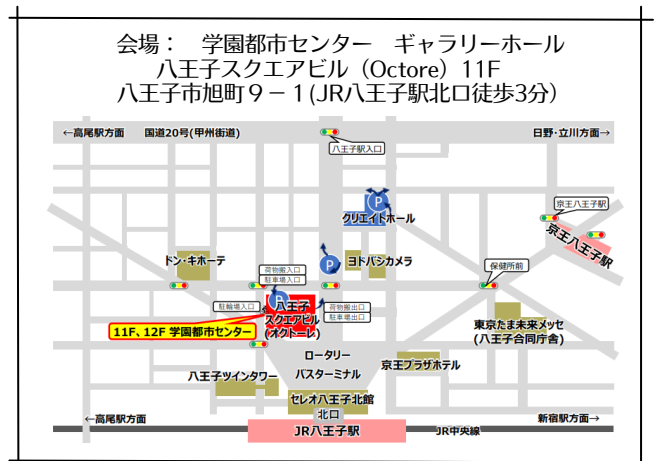 会場： 学園都市センター ギャラリーホール
八王子スクエアビル（Octore）11F
八王子市旭町９－１(JR八王子駅北口徒歩3分）
←高尾駅方面 国道20号(甲州街道) 日野・立川方面→
八王子駅入口
京王八王子駅
P
クリエイトホール
京王八王子駅
ドン・キホーテ
P
ヨドバシカメラ
保健所前
荷物搬入口
駐車場入口
P
駐輪場入口
八王子
スクエアビル
(オクトーレ)
荷物搬出口
駐車場出口
11F、12F 学園都市センター
東京たま未来メッセ
(八王子合同庁舎)
ロータリー
バスターミナル
京王プラザホテル
八王子ツインタワー
セレオ八王子北館
北口
←高尾駅方面
新宿駅方面→
JR八王子駅
JR中央線